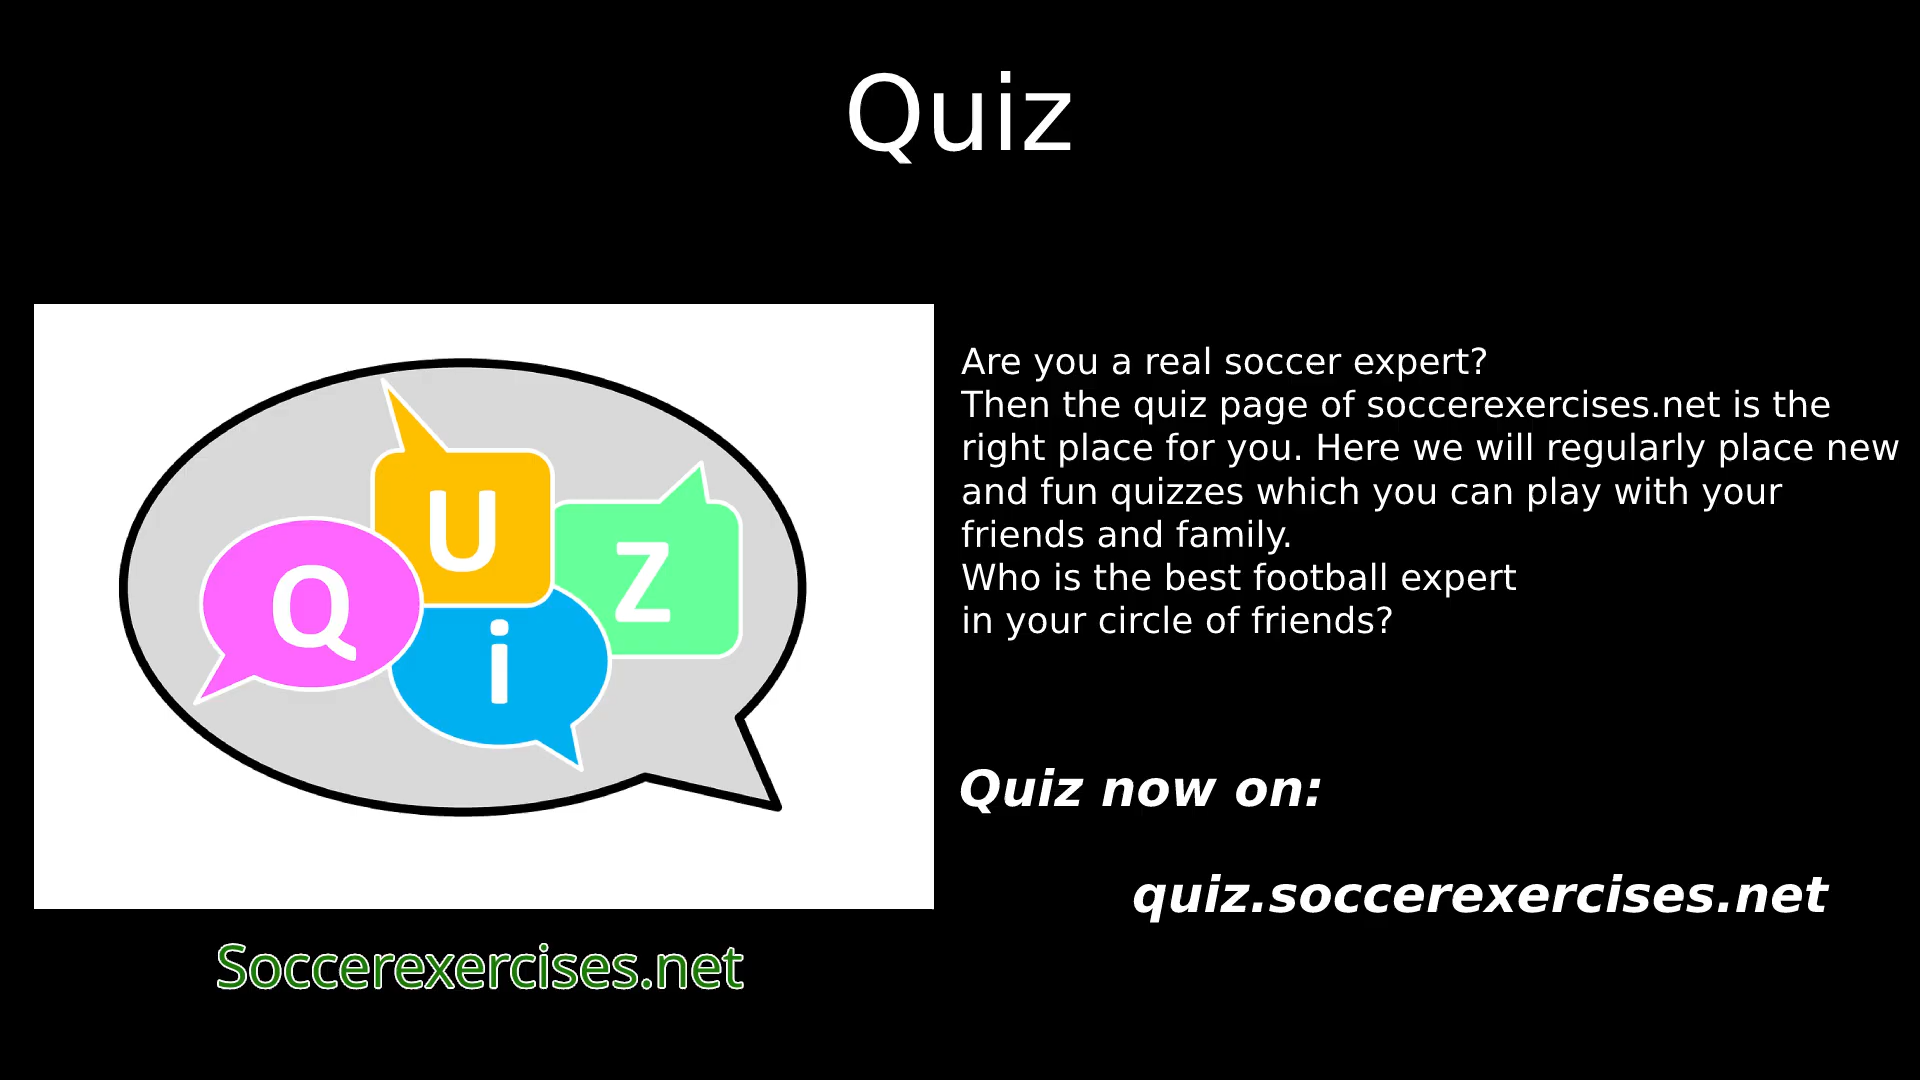 Quiz
Q
U
i
Z
Are you a real soccer expert?
Then the quiz page of soccerexercises.net is the
right place for you. Here we will regularly place new
and fun quizzes which you can play with your
friends and family.
Who is the best football expert
in your circle of friends?
Quiz now on:
quiz.soccerexercises.net
Soccerexercises.net